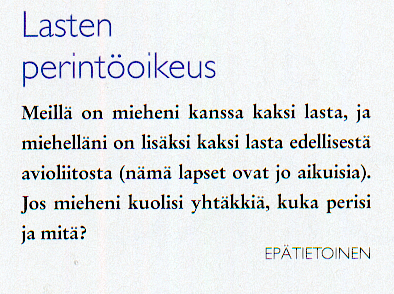 Lasten
perintöoikeus
Meillä on mieheni kanssa kaksi lasta, ja
miehelläni on lisäksi kaksi lasta edellisestä
avioliitosta (nämä lapset ovat jo aikuisia).
Jos mieheni kuolisi yhtäkkiä, kuka perisi
ja mitä?
EPÄTIETOINEN